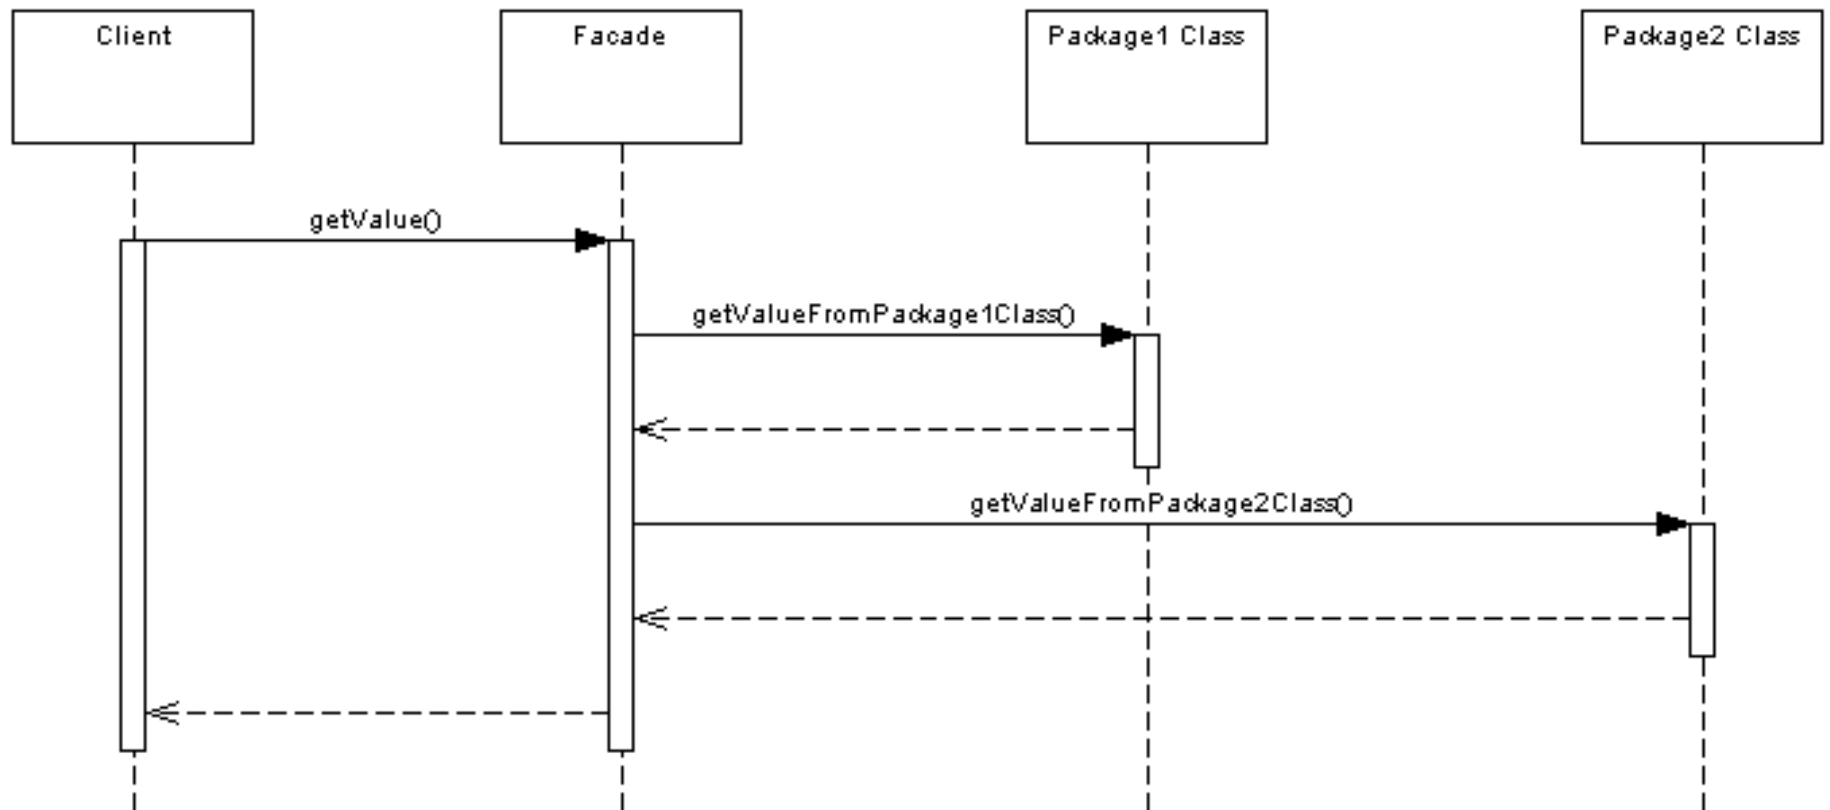 Client
Facade
Package1 Class
Package2 Class
getValue()
getValueFromPackage1Class()
getValueFromPackage2Class()